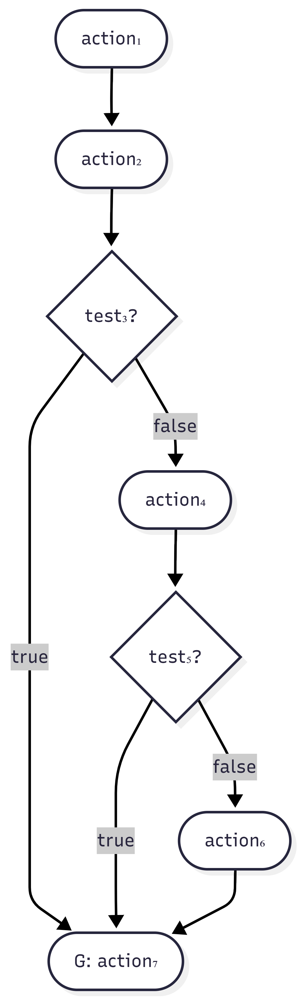 action₁
action₂
test₃?
false
action₄
true
test₅?
false
true
action₆
G: action₇